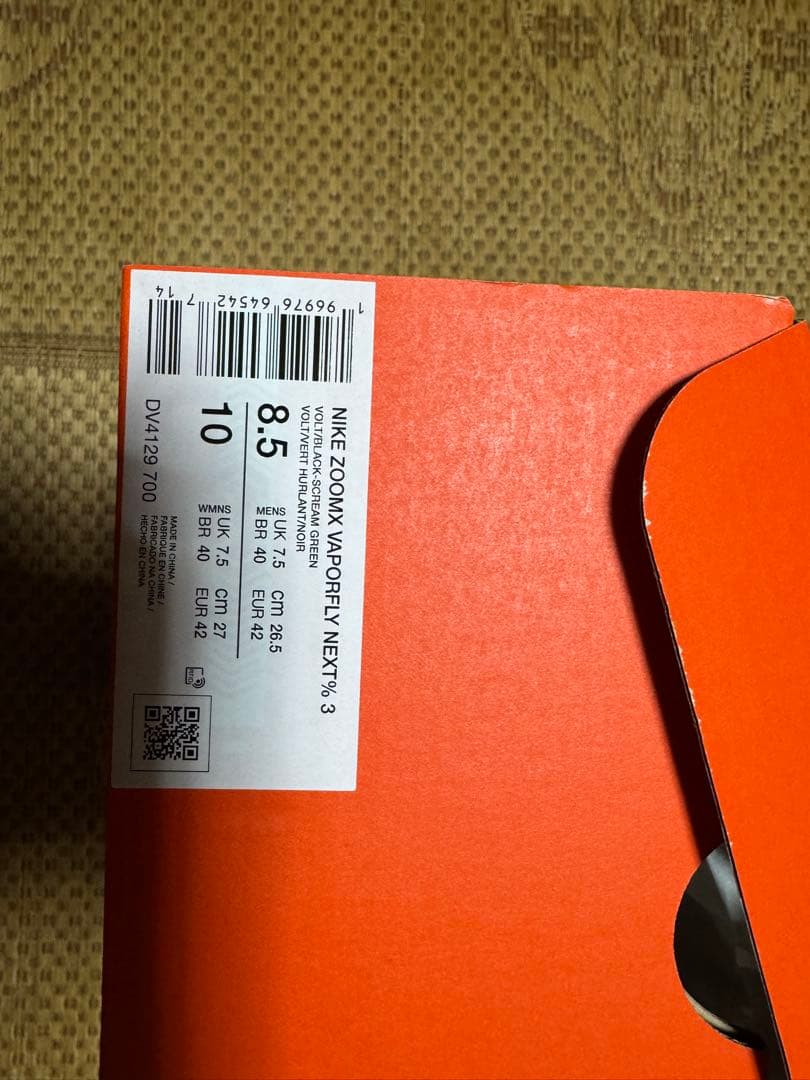 NIKE ZOOMX VAPORFLY NEXT% 3
VOLT/BLACK-SCREAM GREEN
VOLT/VERT HURLANT/NOIR
8.5 MENS UK 7.5 cm 26.5
BR 40 EUR 42
10 WMNS UK 7.5 cm 27
BR 40 EUR 42
DV4129 700
MADE IN CHINA /
FABRIQUE EN CHINE /
FABRICADO NA CHINA /
HECHO EN CHINA
1 96976 64542 7 14